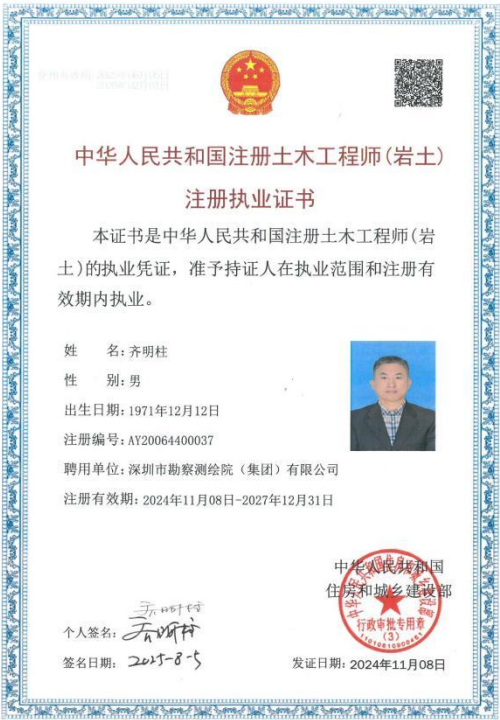 中华人民共和国注册土木工程师(岩土)
注册执业证书
本证书是中华人民共和国注册土木工程师(岩
土)的执业凭证，准予持证人在执业范围和注册有
效期内执业。
姓 名:齐明柱
性 别:男
出生日期:1971年12月12日
注册编号:AY20064400037
聘用单位:深圳市勘察测绘院（集团）有限公司
注册有效期:2024年11月08日-2027年12月31日
中华人民共和国
住房和城乡建设部
行政审批专用章
(3)
个人签名:齐明柱
签名日期:2025-8-5
发证日期:2024年11月08日